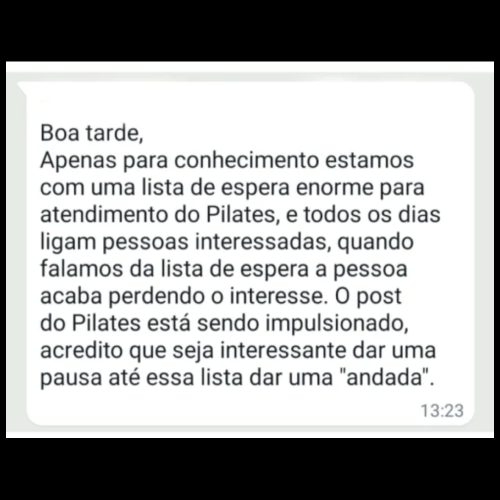 Boa tarde,
Apenas para conhecimento estamos
com uma lista de espera enorme para
atendimento do Pilates, e todos os dias
ligam pessoas interessadas, quando
falamos da lista de espera a pessoa
acaba perdendo o interesse. O post
do Pilates está sendo impulsionado,
acredito que seja interessante dar uma
pausa até essa lista dar uma "andada".
13:23